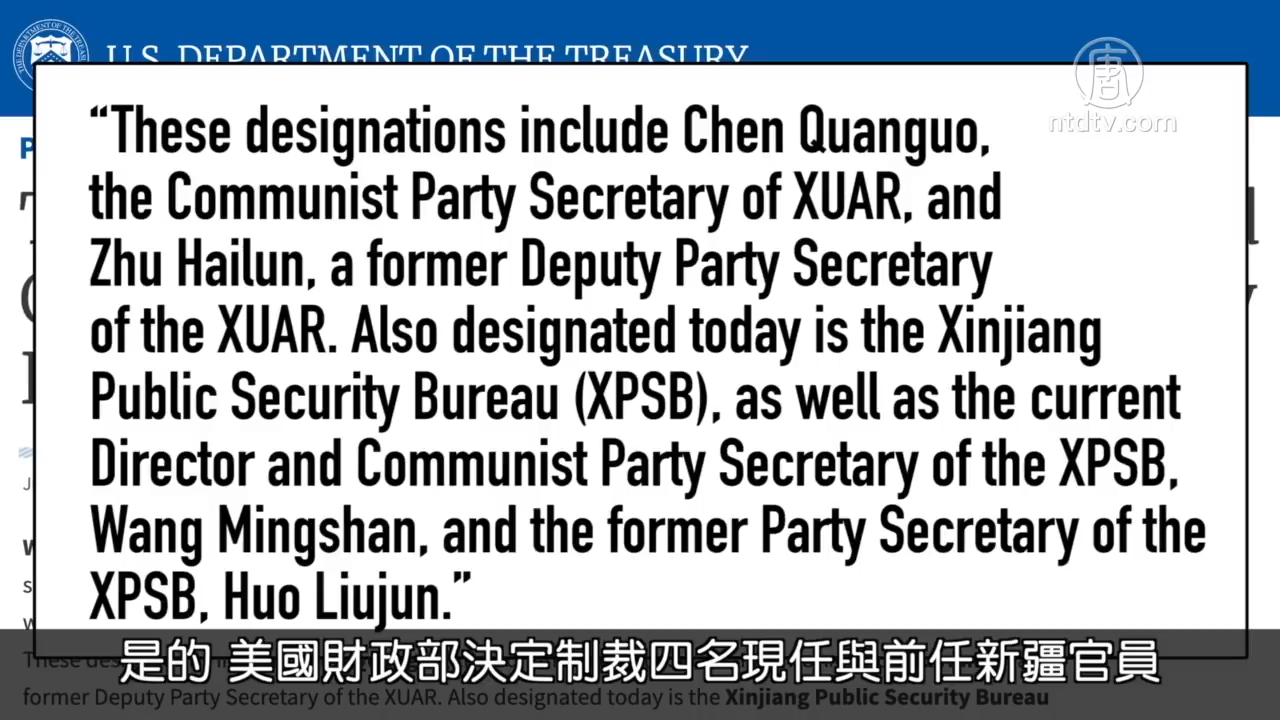 U.S. DEPARTMENT OF THE TREASURY
唐
ntdtv.com
“These designations include Chen Quanguo,
the Communist Party Secretary of XUAR, and
Zhu Hailun, a former Deputy Party Secretary
of the XUAR. Also designated today is the Xinjiang
Public Security Bureau (XPSB), as well as the current
Director and Communist Party Secretary of the XPSB,
Wang Mingshan, and the former Party Secretary of the
XPSB, Huo Liujun.”
是的 美國財政部決定制裁四名現任與前任新疆官員
These des
former Deputy Party Secretary of the XUAR. Also designated today is the Xinjiang Public Security Bureau